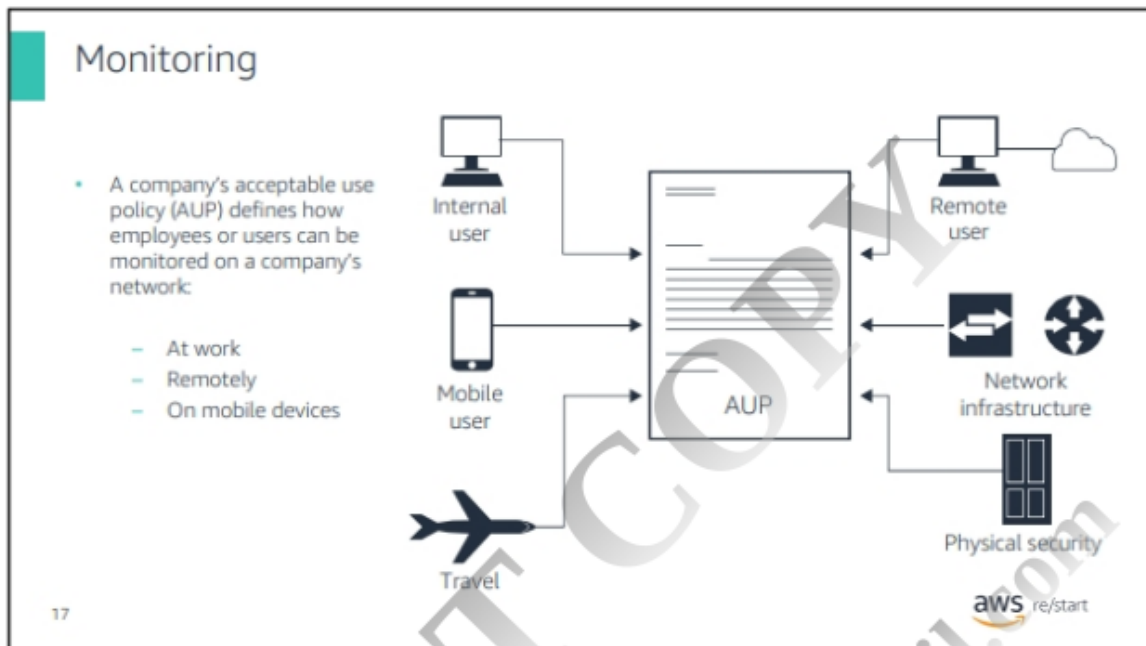 Monitoring
• A company's acceptable use
policy (AUP) defines how
employees or users can be
monitored on a company's
network:
– At work
– Remotely
– On mobile devices
Internal
user
Mobile
user
Travel
AUP
Remote
user
Network
infrastructure
Physical security
17
aws re/start
COPY